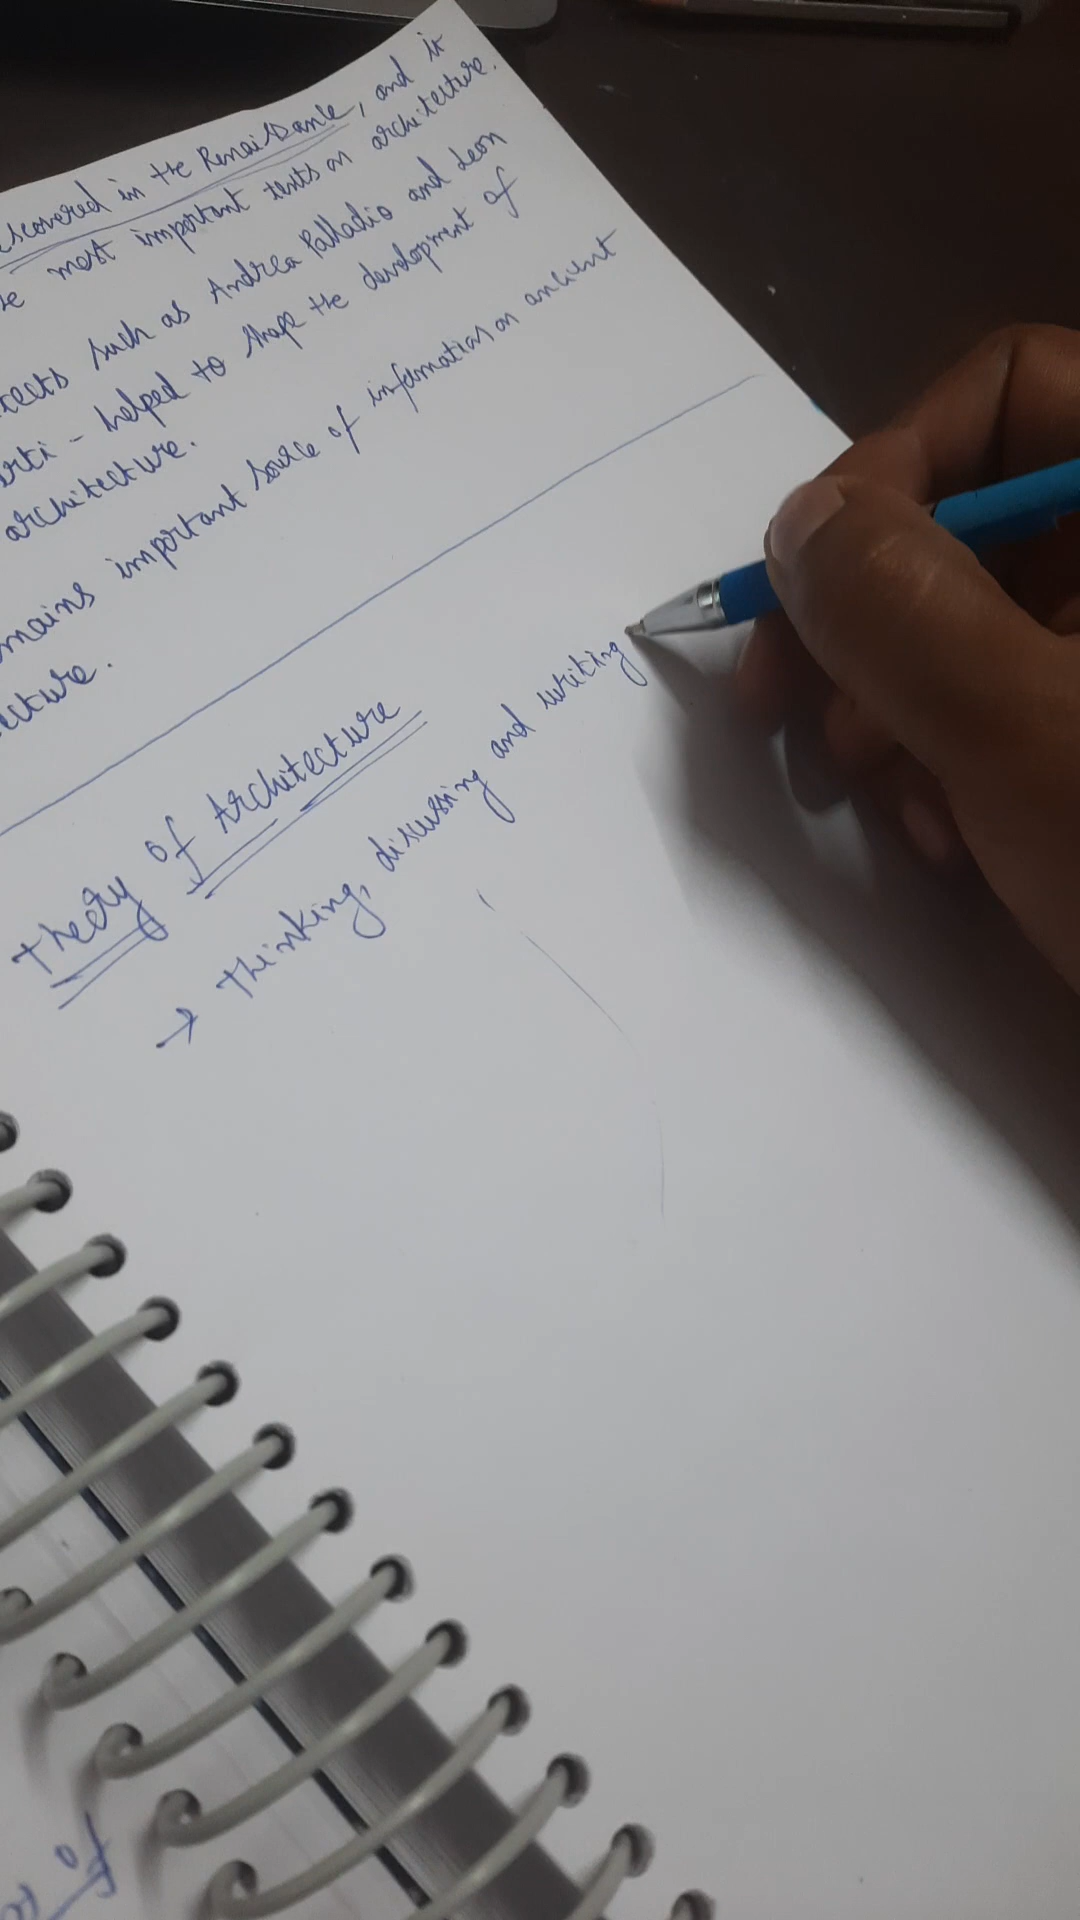 scovered in the Renaissance, and it
most important texts on architecture.
tects such as Andrea Palladio and Leon
rti - helped to shape the development of
architecture.
mains important source of information on ancient
ecture.
Theory of Architecture
→ Thinking, discussing and writing
of